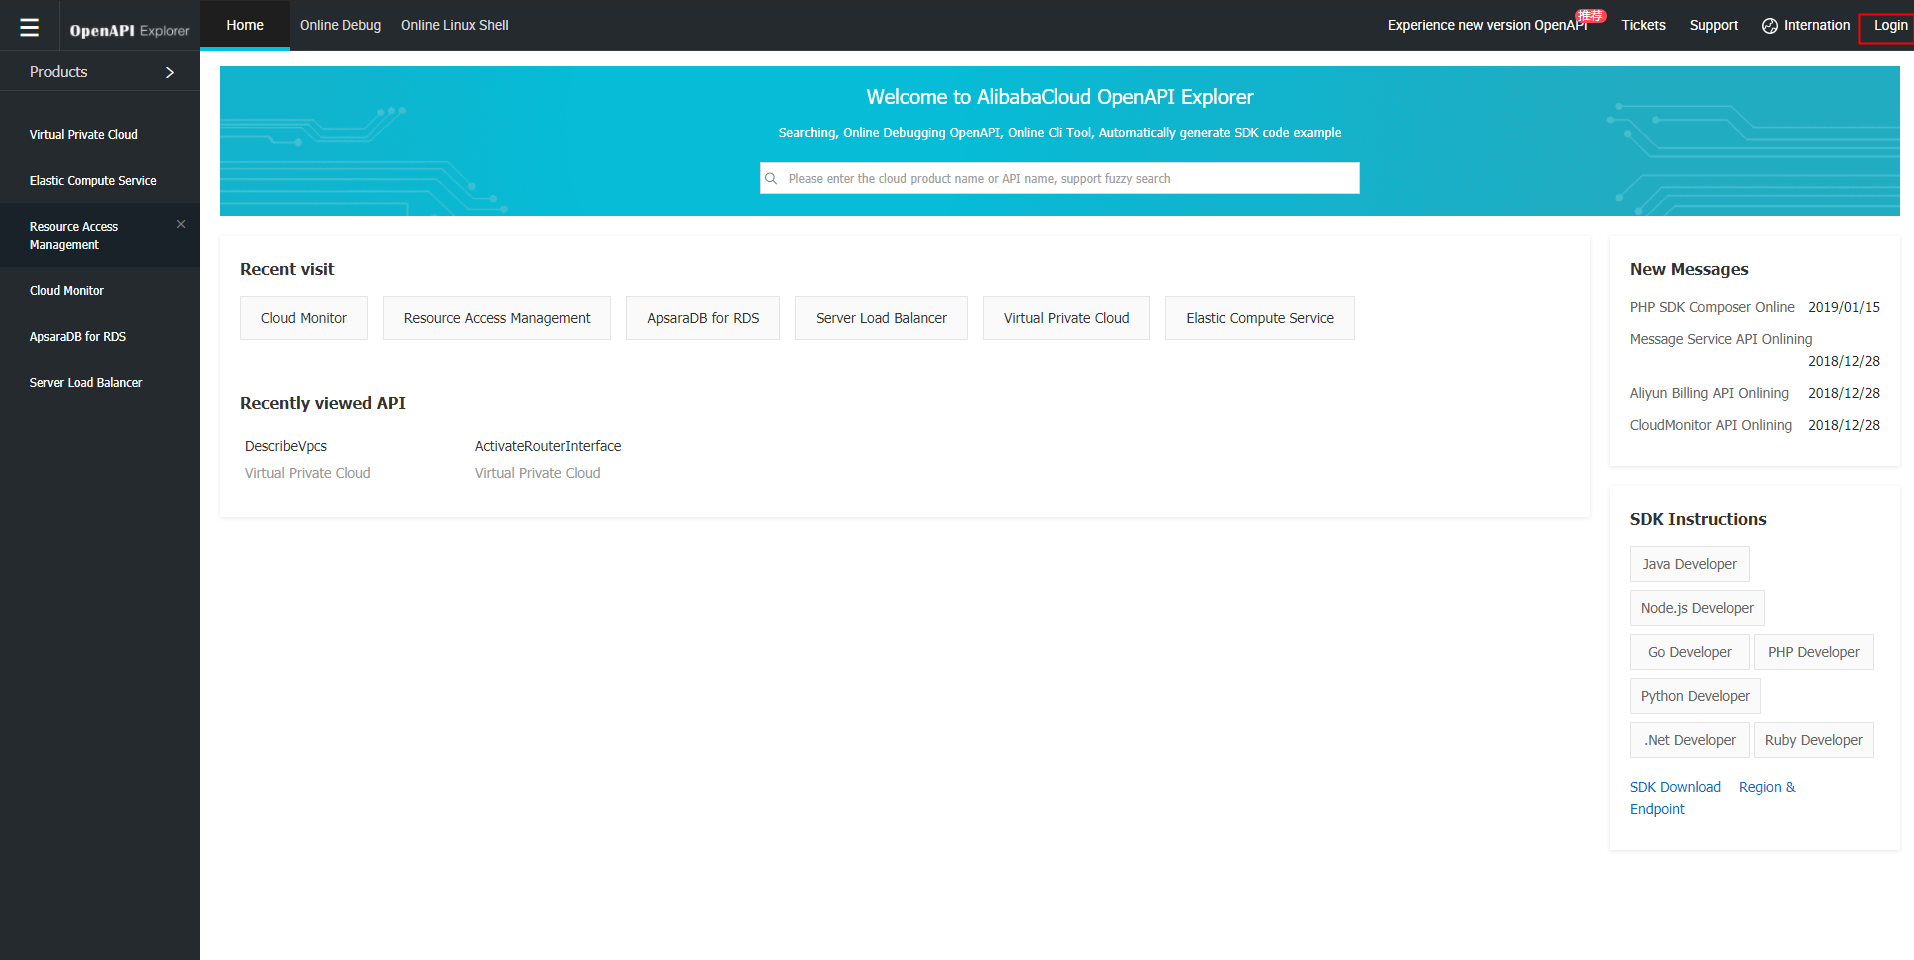 OpenAPI Explorer
Home
Online Debug
Online Linux Shell
Experience new version OpenAPI
推荐
Tickets
Support
Internation
Login
Products
Virtual Private Cloud
Elastic Compute Service
Resource Access
Management
Cloud Monitor
ApsaraDB for RDS
Server Load Balancer
Welcome to AlibabaCloud OpenAPI Explorer
Searching, Online Debugging OpenAPI, Online Cli Tool, Automatically generate SDK code example
Please enter the cloud product name or API name, support fuzzy search
Recent visit
Cloud Monitor
Resource Access Management
ApsaraDB for RDS
Server Load Balancer
Virtual Private Cloud
Elastic Compute Service
Recently viewed API
DescribeVpcs
Virtual Private Cloud
ActivateRouterInterface
Virtual Private Cloud
New Messages
PHP SDK Composer Online 2019/01/15
Message Service API Onlining
2018/12/28
Aliyun Billing API Onlining 2018/12/28
CloudMonitor API Onlining 2018/12/28
SDK Instructions
Java Developer
Node.js Developer
Go Developer
PHP Developer
Python Developer
.Net Developer
Ruby Developer
SDK Download
Region &
Endpoint